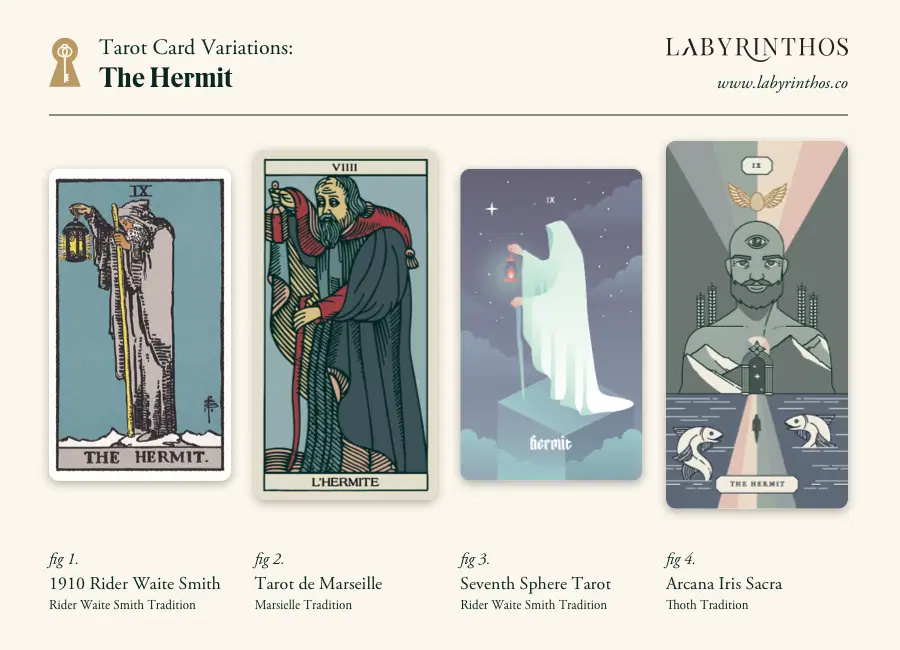 Tarot Card Variations:
The Hermit
LABYRINTHOS
www.labyrinthos.co
IX
THE HERMIT.
VIIII
L'HERMITE
IX
hermit
IX
THE HERMIT
fig 1.
1910 Rider Waite Smith
Rider Waite Smith Tradition
fig 2.
Tarot de Marseille
Marsielle Tradition
fig 3.
Seventh Sphere Tarot
Rider Waite Smith Tradition
fig 4.
Arcana Iris Sacra
Thoth Tradition